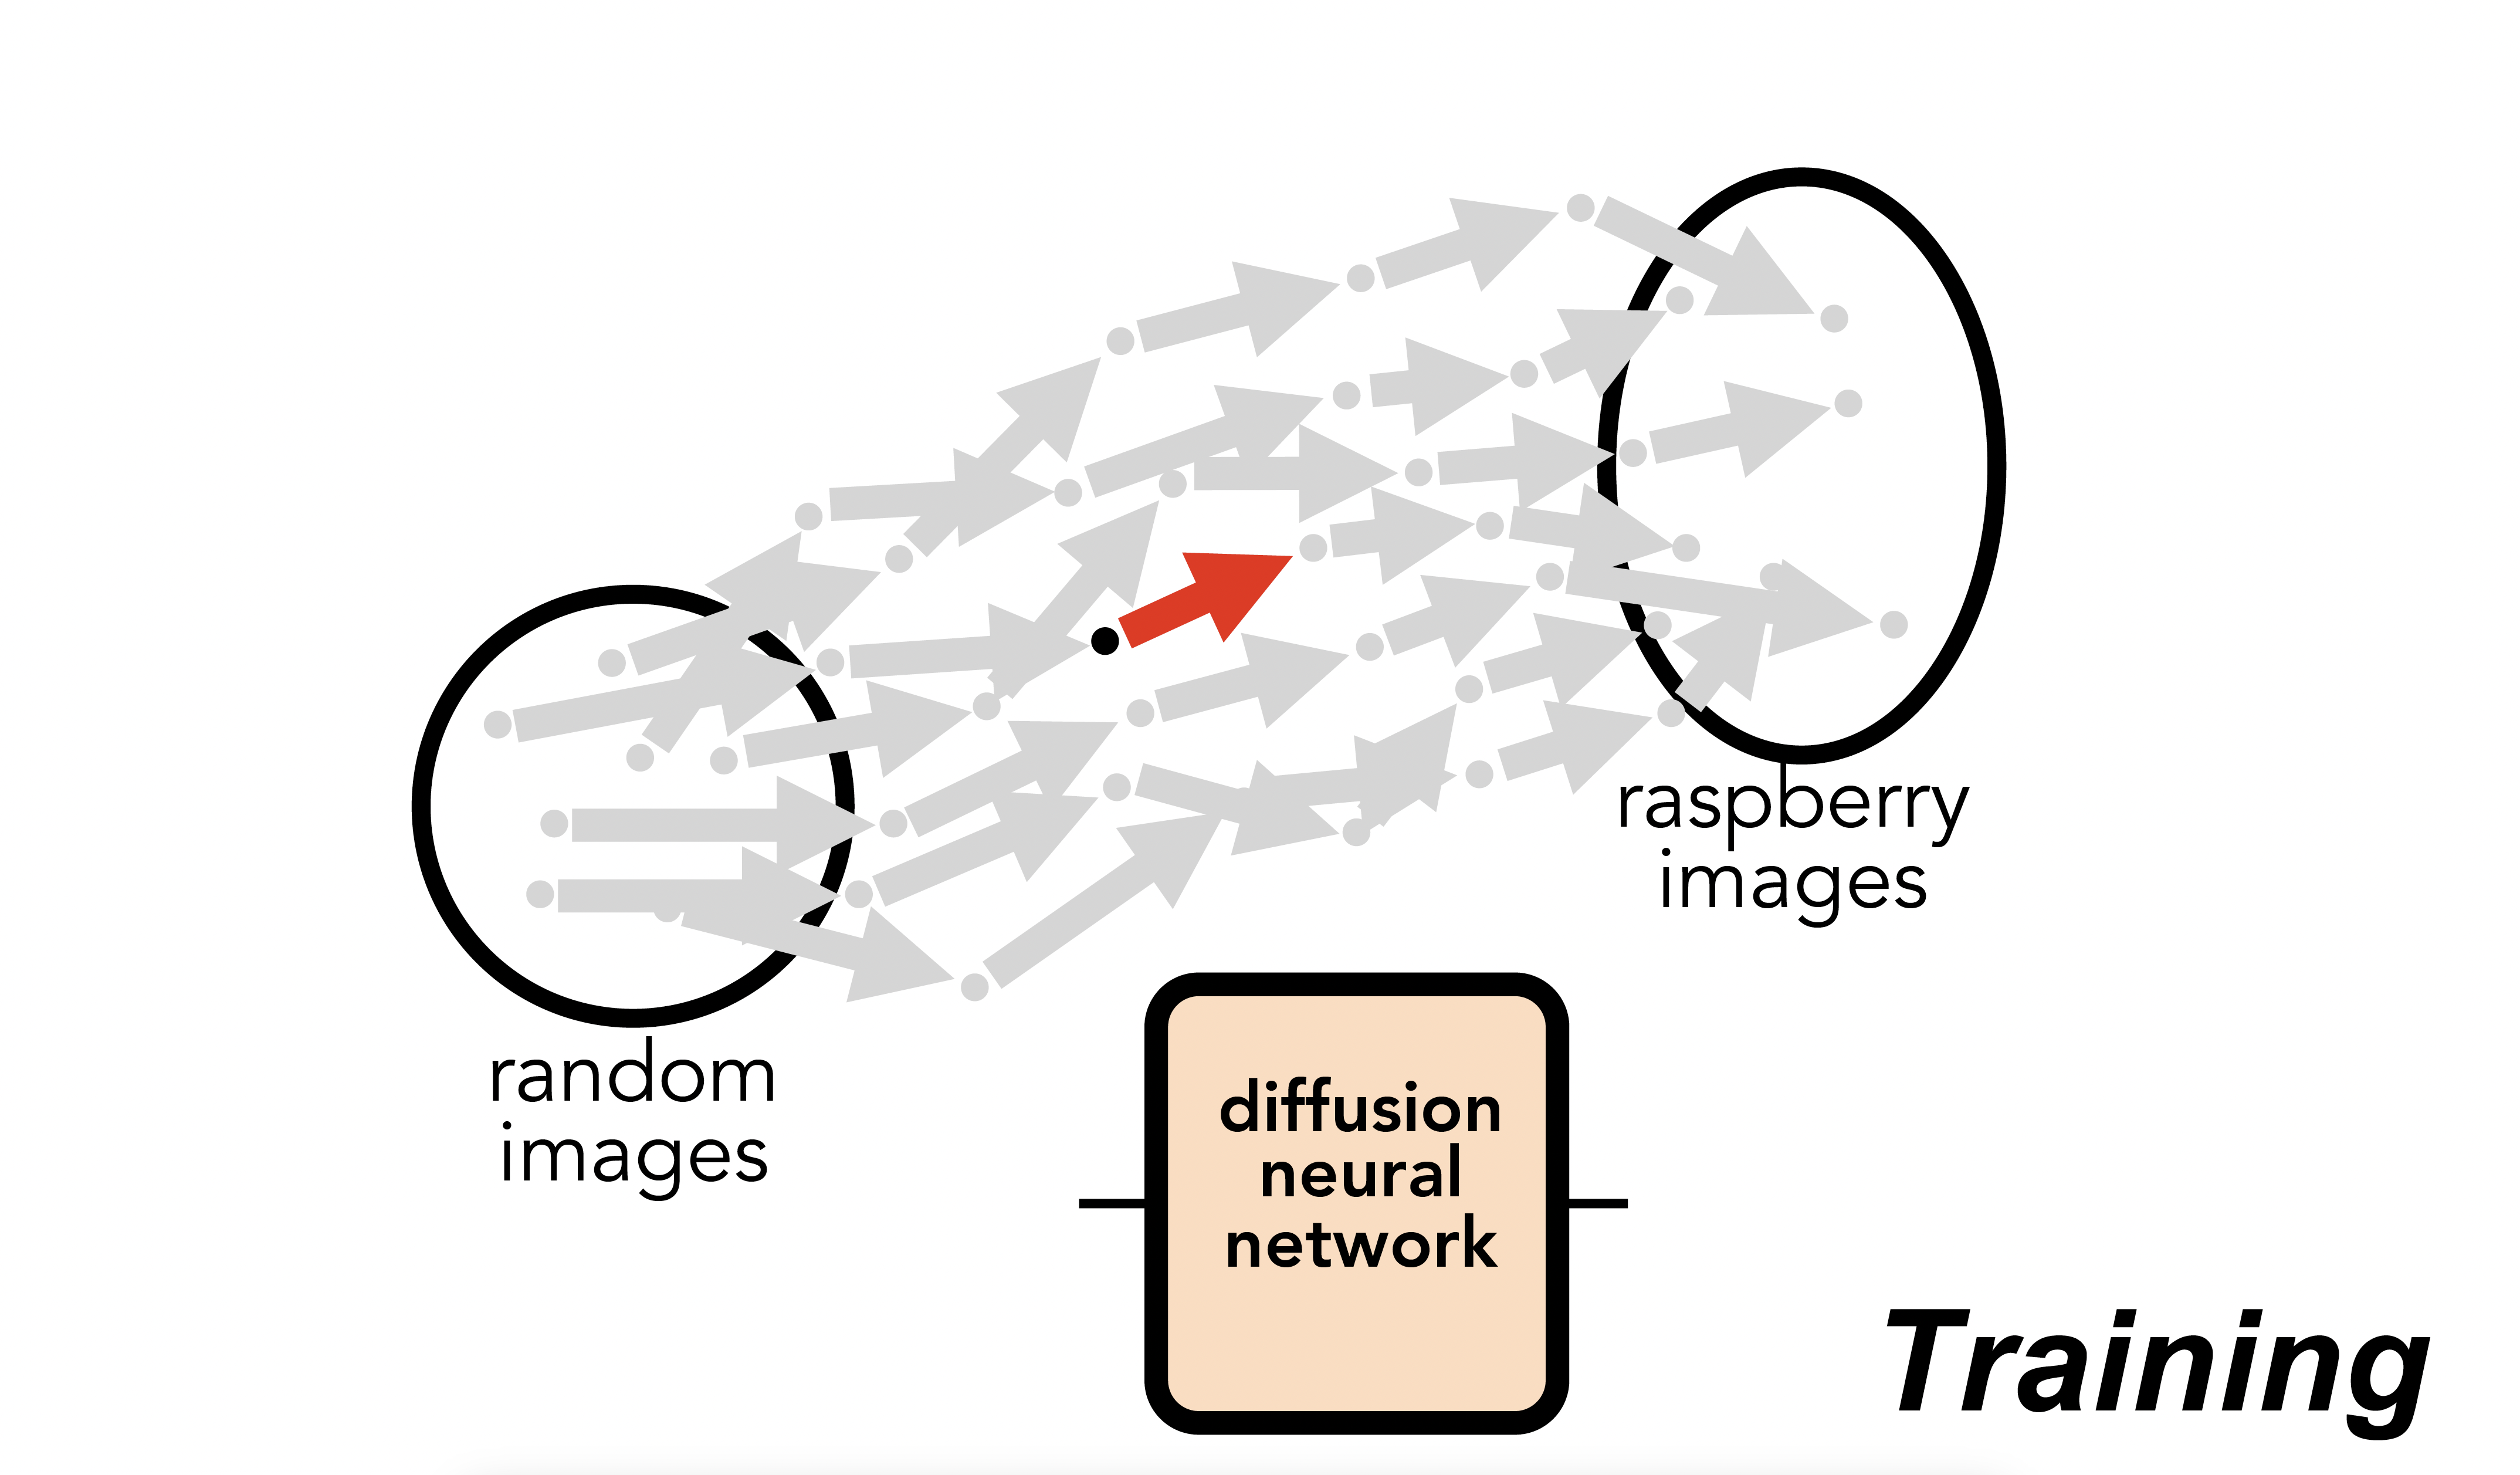 raspberry
images
random
images
diffusion
neural
network
Training